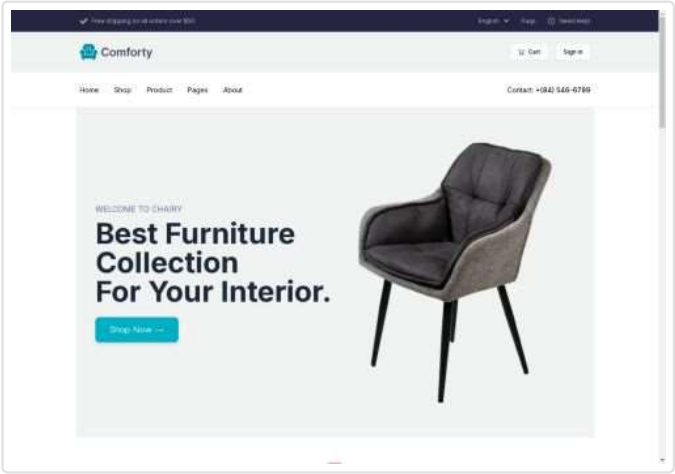 Free shipping on all orders over $50
English Faqs Need Help
Comforty
Cart Sign in
Home Shop Product Pages About Contact: +(84) 546-6789
WELCOME TO CHAIRY
Best Furniture
Collection
For Your Interior.
Shop Now →